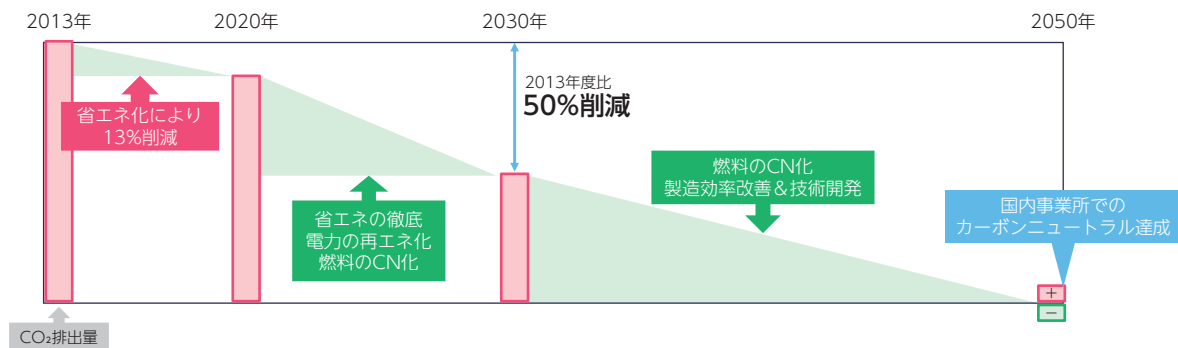 2013年
2020年
2030年
2050年
省エネ化により
13%削減
2013年度比
50%削減
省エネの徹底
電力の再エネ化
燃料のCN化
燃料のCN化
製造効率改善&技術開発
国内事業所での
カーボンニュートラル達成
+
−
CO₂排出量